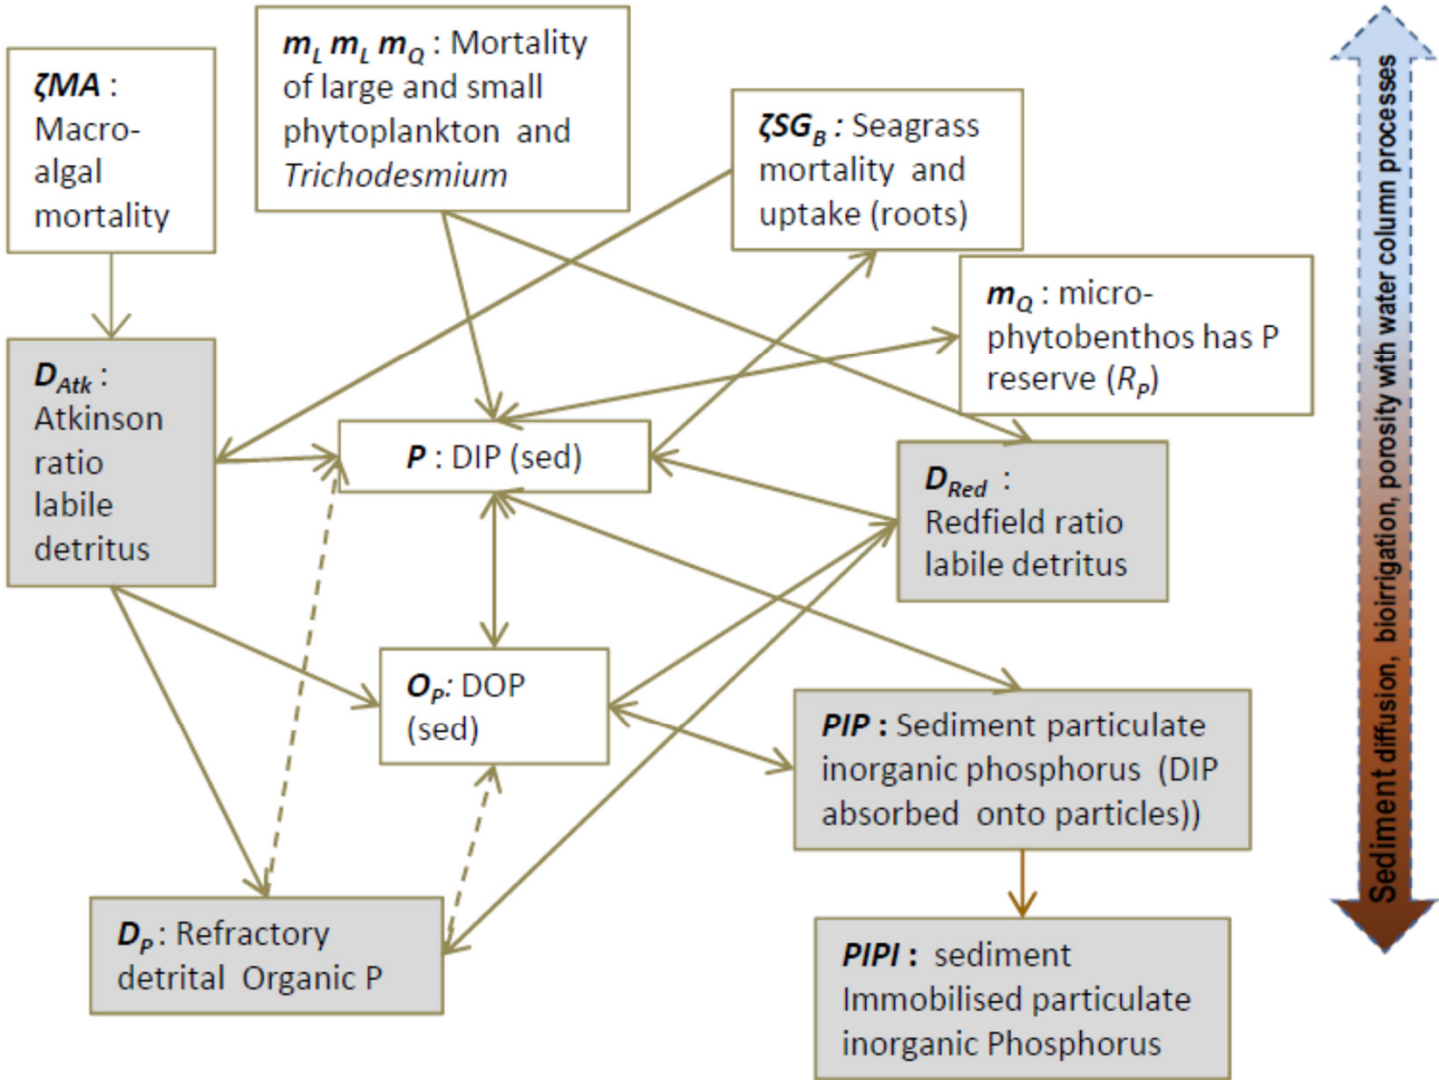 ζMA :
Macro-
algal
mortality
m_L m_L m_Q : Mortality
of large and small
phytoplankton and
Trichodesmium
ζSG_B : Seagrass
mortality and
uptake (roots)
m_Q : micro-
phytobenthos has P
reserve (R_P)
D_Atk :
Atkinson
ratio
labile
detritus
P : DIP (sed)
D_Red :
Redfield ratio
labile detritus
O_P: DOP
(sed)
PIP : Sediment particulate
inorganic phosphorus (DIP
absorbed onto particles))
D_P : Refractory
detrital Organic P
PIPI : sediment
Immobilised particulate
inorganic Phosphorus
Sediment diffusion, bioirrigation, porosity with water column processes